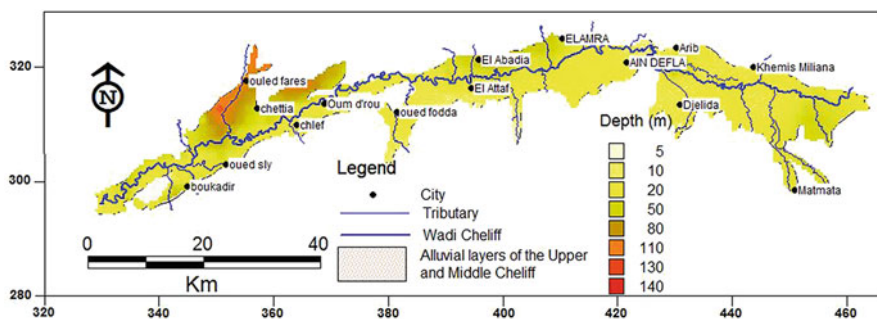 N
ELAMRA
Arib
El Abadia
AIN DEFLA
Khemis Miliana
ouled fares
El Attaf
chettia
Oum d'rou
oued fodda
Djelida
chlef
oued sly
boukadir
Matmata
320
300
280
320
340
360
380
400
420
440
460
0
20
40
Km
Legend
City
Tributary
Wadi Cheliff
Alluvial layers of the Upper
and Middle Cheliff
Depth (m)
5
10
20
50
80
110
130
140